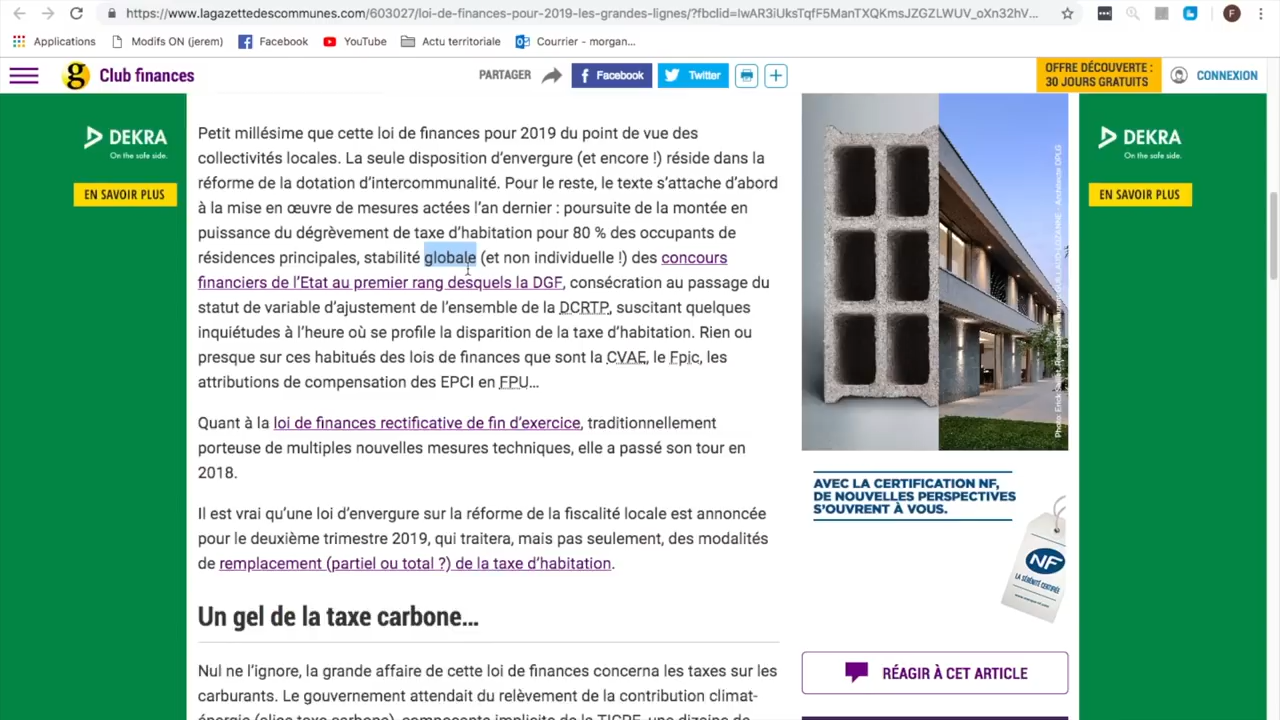 https://www.lagazettedescommunes.com/603027/loi-de-finances-pour-2019-les-grandes-lignes/?fbclid=IwAR3iUksTqfF5ManTXQKmsJZGZLWUV_oXn32hV...
F
Applications
Modifs ON (jerem)
Facebook
YouTube
Actu territoriale
Courrier - morgan...
g
Club finances
PARTAGER
Facebook
Twitter
OFFRE DÉCOUVERTE :
30 JOURS GRATUITS
CONNEXION
DEKRA
On the safe side.
EN SAVOIR PLUS
Petit millésime que cette loi de finances pour 2019 du point de vue des
collectivités locales. La seule disposition d’envergure (et encore !) réside dans la
réforme de la dotation d’intercommunalité. Pour le reste, le texte s’attache d’abord
à la mise en œuvre de mesures actées l’an dernier : poursuite de la montée en
puissance du dégrèvement de taxe d’habitation pour 80 % des occupants de
résidences principales, stabilité globale (et non individuelle !) des concours
financiers de l’Etat au premier rang desquels la DGF, consécration au passage du
statut de variable d’ajustement de l’ensemble de la DCRTP, suscitant quelques
inquiétudes à l’heure où se profile la disparition de la taxe d’habitation. Rien ou
presque sur ces habitués des lois de finances que sont la CVAE, le Fpic, les
attributions de compensation des EPCI en FPU...
Quant à la loi de finances rectificative de fin d’exercice, traditionnellement
porteuse de multiples nouvelles mesures techniques, elle a passé son tour en
2018.
Il est vrai qu’une loi d’envergure sur la réforme de la fiscalité locale est annoncée
pour le deuxième trimestre 2019, qui traitera, mais pas seulement, des modalités
de remplacement (partiel ou total ?) de la taxe d’habitation.
Un gel de la taxe carbone...
Nul ne l’ignore, la grande affaire de cette loi de finances concerna les taxes sur les
carburants. Le gouvernement attendait du relèvement de la contribution climat-
énergie (alias taxe carbone), composante implicite de la TICPE, une dizaine de
AVEC LA CERTIFICATION NF,
DE NOUVELLES PERSPECTIVES
S’OUVRENT À VOUS.
NF
LA SÉRÉNITÉ CERTIFIÉE
RÉAGIR À CET ARTICLE
DEKRA
On the safe side.
EN SAVOIR PLUS